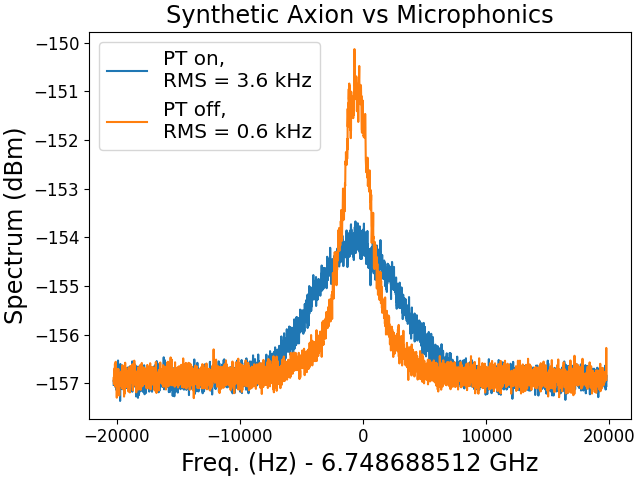 Synthetic Axion vs Microphonics
PT on,
RMS = 3.6 kHz
PT off,
RMS = 0.6 kHz
Spectrum (dBm)
−150
−151
−152
−153
−154
−155
−156
−157
−20000
−10000
0
10000
20000
Freq. (Hz) - 6.748688512 GHz